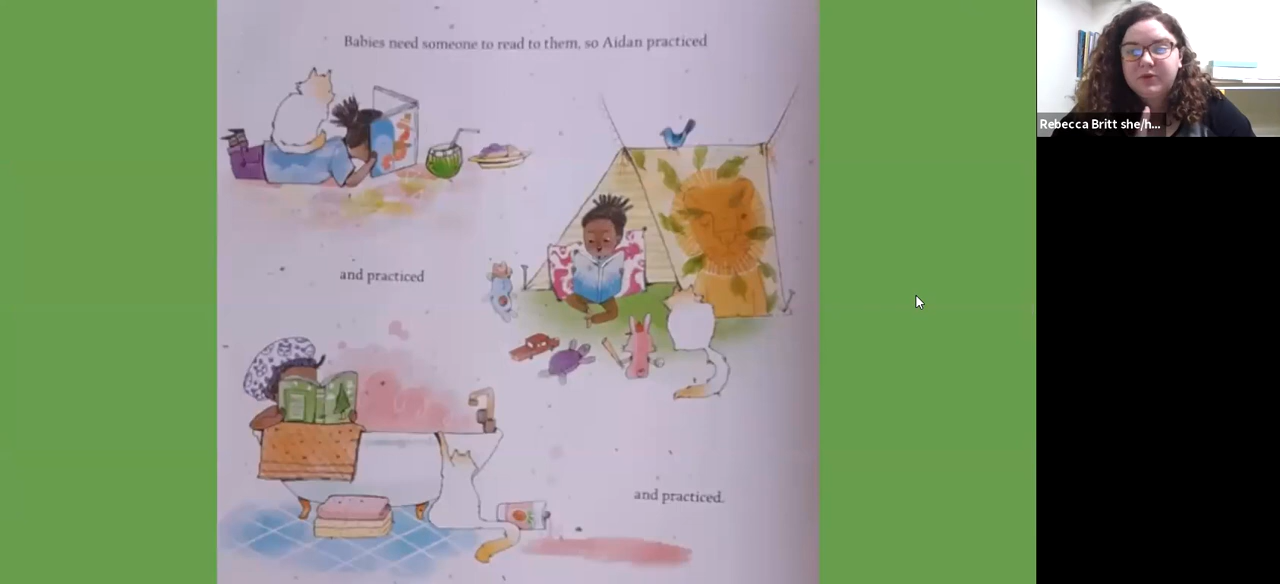 Babies need someone to read to them, so Aidan practiced
and practiced
and practiced.
Rebecca Britt she/h...